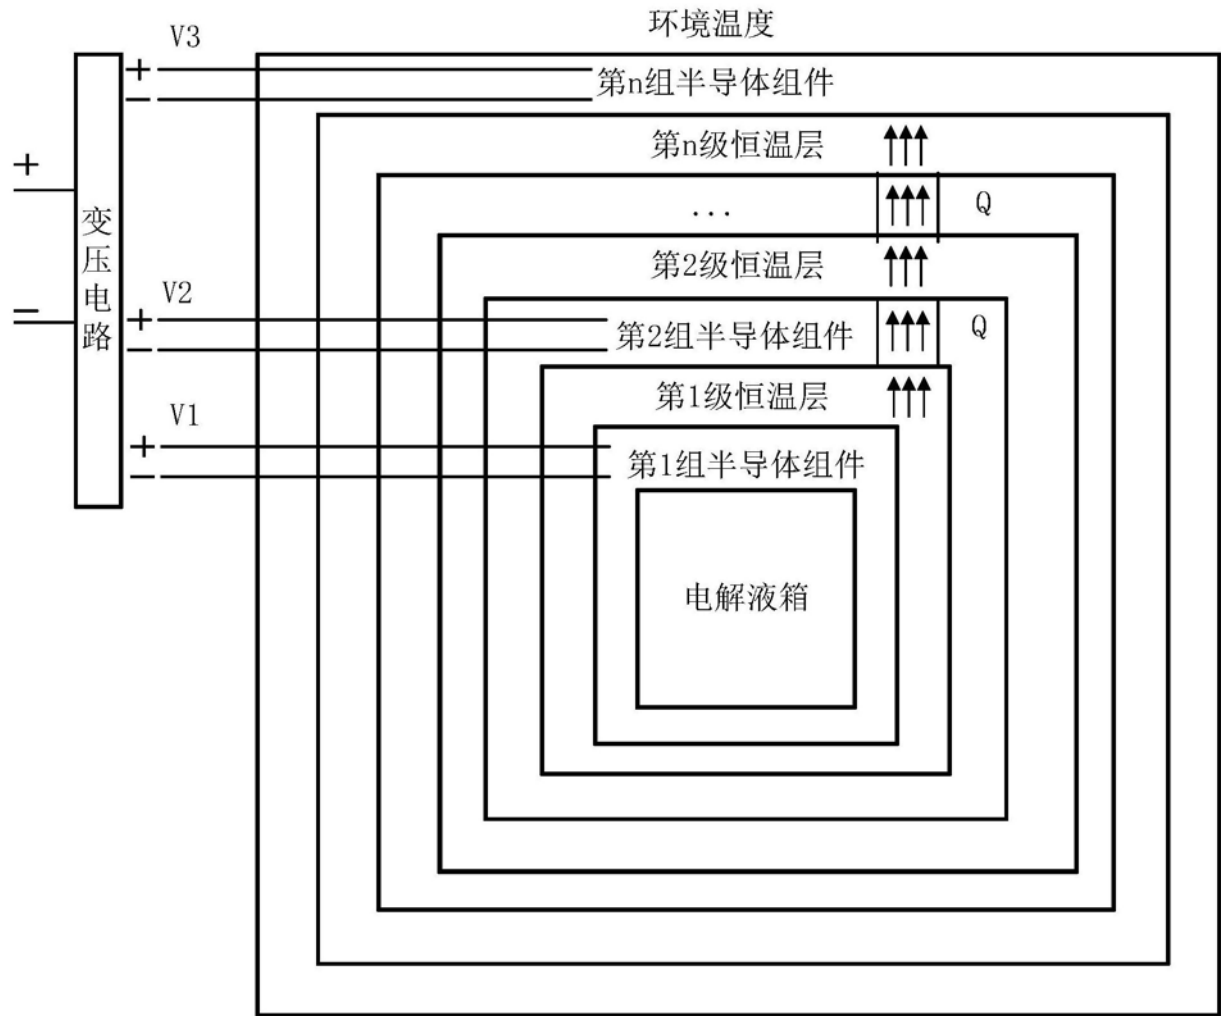 环境温度
V3
+
第n组半导体组件
−
第n级恒温层
+
...
Q
变压电路
第2级恒温层
−
V2
+
第2组半导体组件
Q
−
第1级恒温层
V1
+
第1组半导体组件
−
电解液箱